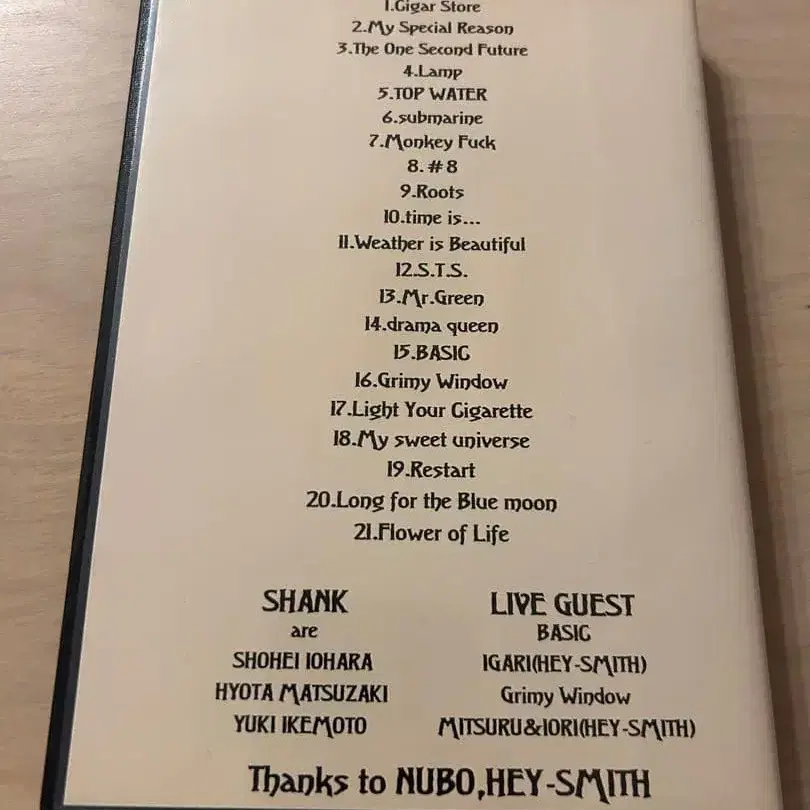 1.Cigar Store
2.My Special Reason
3.The One Second Future
4.Lamp
5.TOP WATER
6.submarine
7.Monkey Fuck
8.#8
9.Roots
10.time is...
11.Weather is Beautiful
12.S.T.S.
13.Mr.Green
14.drama queen
15.BASIC
16.Grimy Window
17.Light Your Cigarette
18.My sweet universe
19.Restart
20.Long for the Blue moon
21.Flower of Life
SHANK
are
SHOHEI IOHARA
HYOTA MATSUZAKI
YUKI IKEMOTO
LIVE GUEST
BASIC
IGARI(HEY-SMITH)
Grimy Window
MITSURU&IORI(HEY-SMITH)
Thanks to NUBO,HEY-SMITH